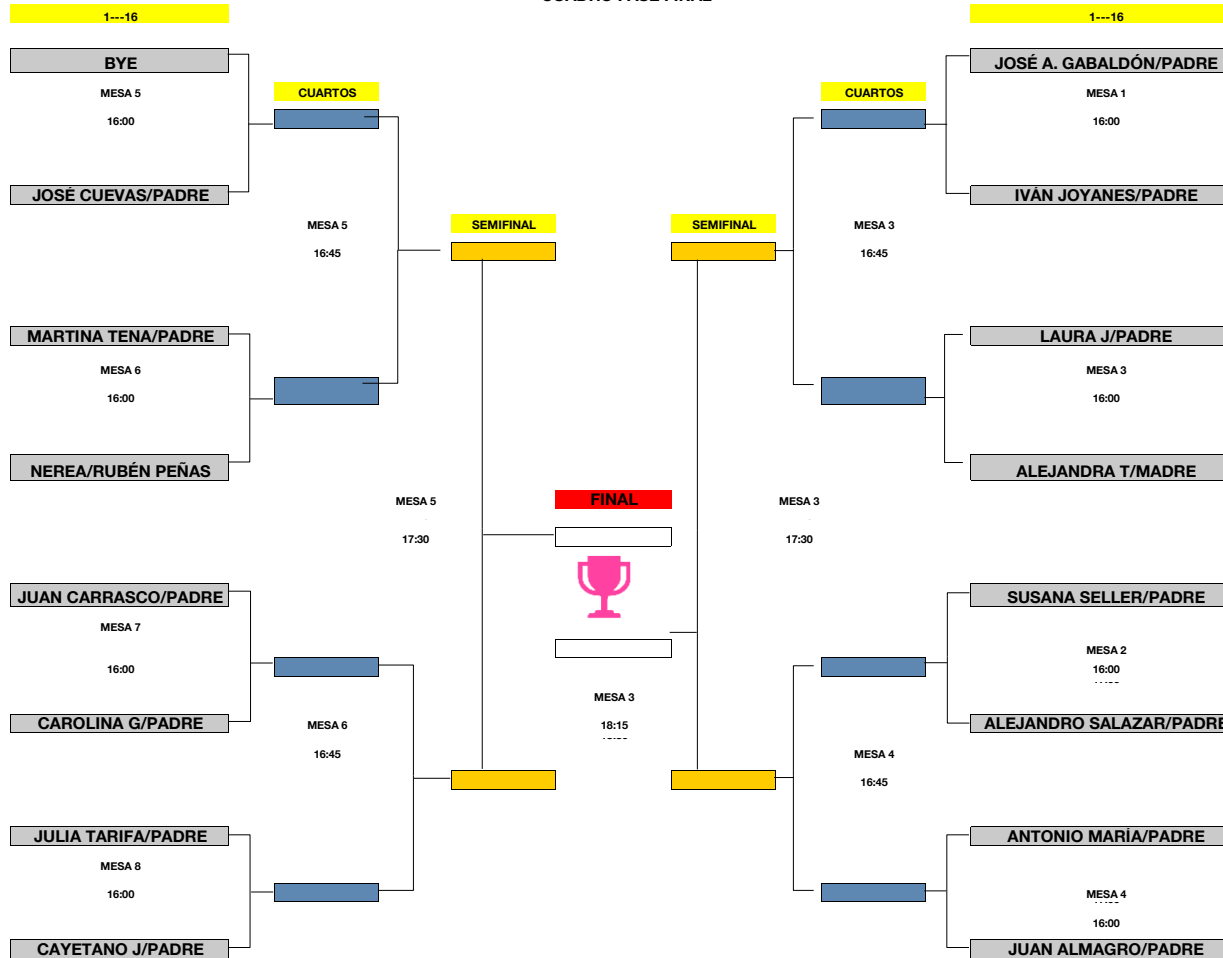 1---16
1---16
BYE
JOSÉ A. GABALDÓN/PADRE
MESA 5
CUARTOS
CUARTOS
MESA 1
16:00
16:00
JOSÉ CUEVAS/PADRE
IVÁN JOYANES/PADRE
MESA 5
SEMIFINAL
SEMIFINAL
MESA 3
16:45
16:45
MARTINA TENA/PADRE
LAURA J/PADRE
MESA 6
MESA 3
16:00
16:00
NEREA/RUBÉN PEÑAS
ALEJANDRA T/MADRE
MESA 5
FINAL
MESA 3
17:30
17:30
JUAN CARRASCO/PADRE
SUSANA SELLER/PADRE
MESA 7
MESA 2
16:00
16:00
MESA 3
CAROLINA G/PADRE
MESA 6
18:15
ALEJANDRO SALAZAR/PADRE
16:45
MESA 4
16:45
JULIA TARIFA/PADRE
ANTONIO MARÍA/PADRE
MESA 8
MESA 4
16:00
16:00
CAYETANO J/PADRE
JUAN ALMAGRO/PADRE